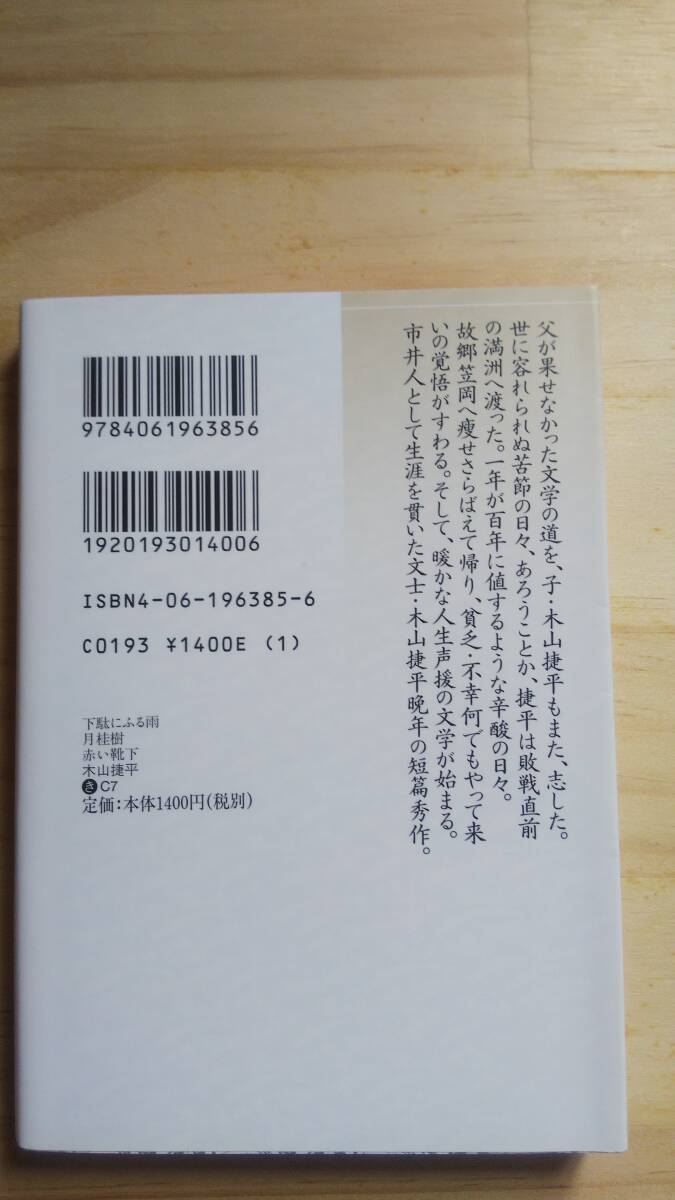 父が果せなかった文学の道を、子・木山捷平もまた、志した。
世に容れられぬ苦節の日々、あろうことか、捷平は敗戦直前
の満洲へ渡った。一年が百年に値するような辛酸の日々。
故郷笠岡へ痩せさらばえて帰り、貧乏・不幸何でもやって来
いの覚悟がすわる。そして、暖かな人生声援の文学が始まる。
市井人として生涯を貫いた文士・木山捷平晩年の短篇秀作。
9784061963856
1920193014006
ISBN4-06-196385-6
C0193 ¥1400E (1)
下駄にふる雨
月桂樹
赤い靴下
木山捷平
きC7
定価:本体1400円(税別)